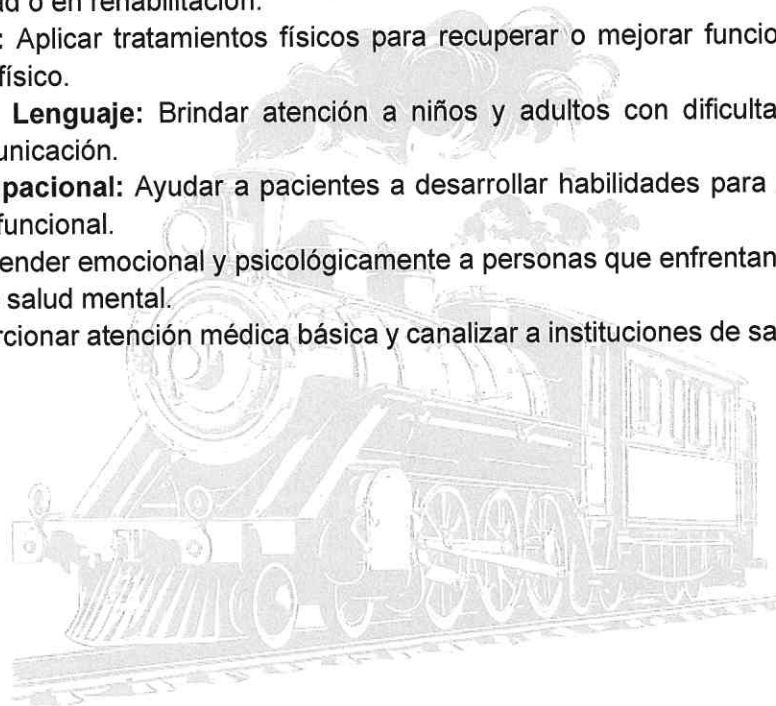 ad o en rehabilitación.
: Aplicar tratamientos físicos para recuperar o mejorar funcio
físico.
Lenguaje: Brindar atención a niños y adultos con dificulta
unicación.
pacional: Ayudar a pacientes a desarrollar habilidades para
funcional.
ender emocional y psicológicamente a personas que enfrentan
salud mental.
rcionar atención médica básica y canalizar a instituciones de sa